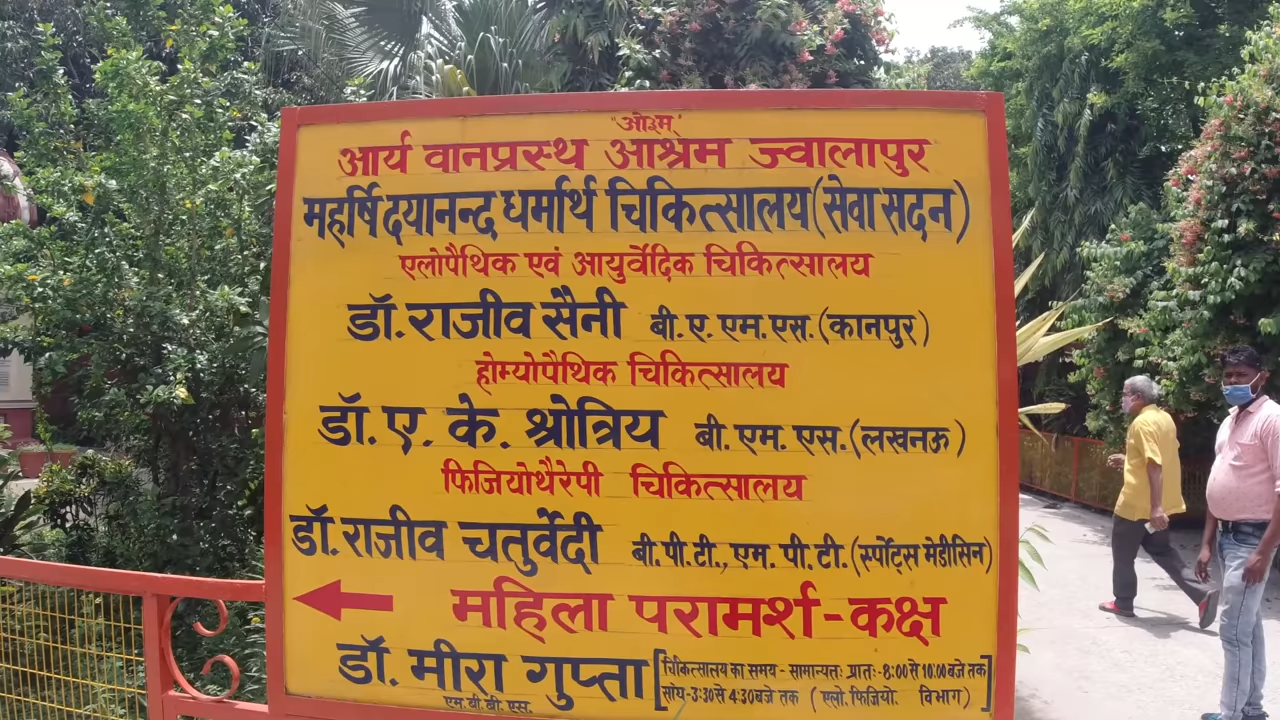 "ओ३म्"
आर्य वानप्रस्थ आश्रम ज्वालापुर
महर्षि दयानन्द धर्मार्थ चिकित्सालय (सेवा सदन)
एलोपैथिक एवं आयुर्वेदिक चिकित्सालय
डॉ. राजीव सैनी बी. ए. एम. एस. (कानपुर)
होम्योपैथिक चिकित्सालय
डॉ. ए. के. श्रोत्रिय बी. एम. एस. (लखनऊ)
फिजियोथैरेपी चिकित्सालय
डॉ. राजीव चतुर्वेदी बी. पी. टी., एम. पी. टी. (स्पोर्ट्स मेडीसिन)
महिला परामर्श-कक्ष
डॉ. मीरा गुप्ता
एम. बी. बी. एस.
[चिकित्सालय का समय - सामान्यतः प्रातः-8:00 से 10:00 बजे तक
सांय-3:30 से 4:30 बजे तक (एलो. फिजियो. विभाग)]